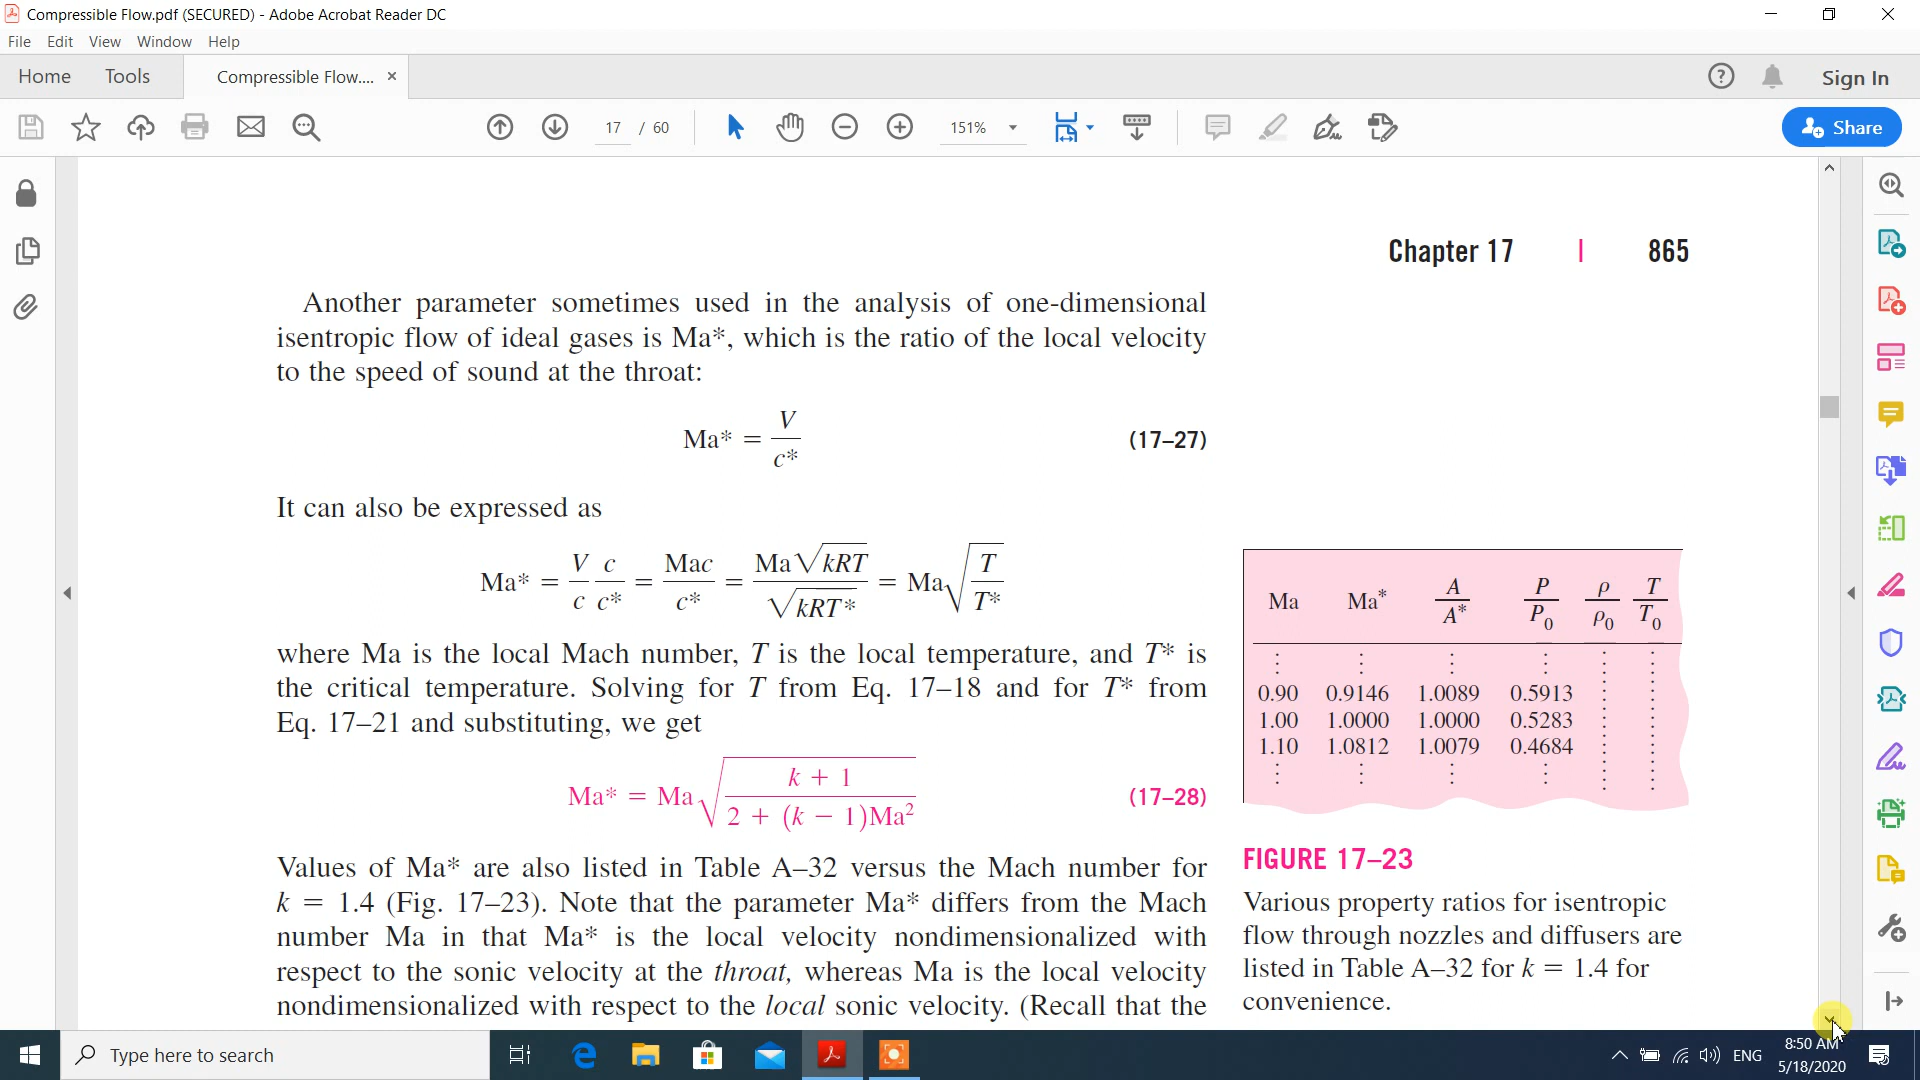 Compressible Flow.pdf (SECURED) - Adobe Acrobat Reader DC
File Edit View Window Help
Home Tools Compressible Flow.... × Sign In
17 / 60 151% Share
Chapter 17 | 865
Another parameter sometimes used in the analysis of one-dimensional
isentropic flow of ideal gases is Ma*, which is the ratio of the local velocity
to the speed of sound at the throat:
Ma* = V/c* (17–27)
It can also be expressed as
Ma* = V/c c/c* = Mac/c* = Ma√kRT/√kRT* = Ma√(T/T*)
where Ma is the local Mach number, T is the local temperature, and T* is
the critical temperature. Solving for T from Eq. 17–18 and for T* from
Eq. 17–21 and substituting, we get
Ma* = Ma√((k + 1)/(2 + (k − 1)Ma²)) (17–28)
Values of Ma* are also listed in Table A–32 versus the Mach number for
k = 1.4 (Fig. 17–23). Note that the parameter Ma* differs from the Mach
number Ma in that Ma* is the local velocity nondimensionalized with
respect to the sonic velocity at the throat, whereas Ma is the local velocity
nondimensionalized with respect to the local sonic velocity. (Recall that the
Ma Ma* A/A* P/P₀ ρ/ρ₀ T/T₀
0.90 0.9146 1.0089 0.5913
1.00 1.0000 1.0000 0.5283
1.10 1.0812 1.0079 0.4684
FIGURE 17–23
Various property ratios for isentropic
flow through nozzles and diffusers are
listed in Table A–32 for k = 1.4 for
convenience.
Type here to search
ENG
8:50 AM
5/18/2020